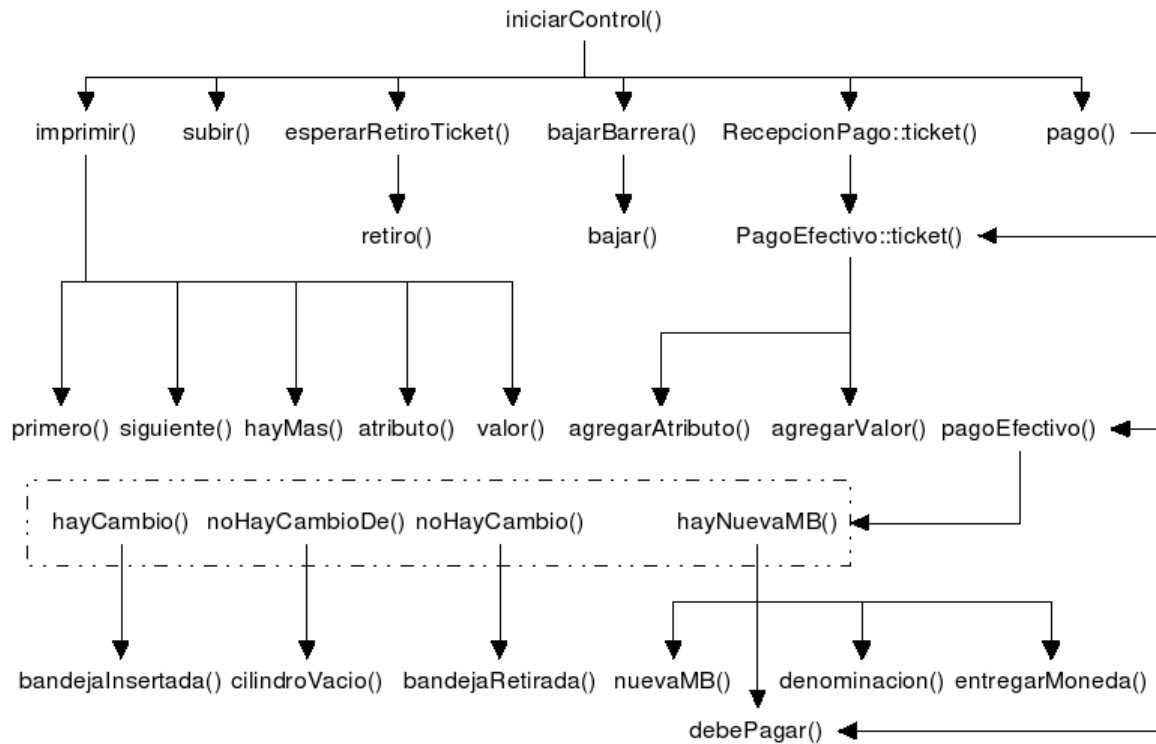 iniciarControl()
imprimir() subir() esperarRetiroTicket() bajarBarrera() RecepcionPago::ticket() pago()
retiro() bajar() PagoEfectivo::ticket()
primero() siguiente() hayMas() atributo() valor() agregarAtributo() agregarValor() pagoEfectivo()
hayCambio() noHayCambioDe() noHayCambio() hayNuevaMB()
bandejaInsertada() cilindroVacio() bandejaRetirada() nuevaMB() denominacion() entregarMoneda()
debePagar()